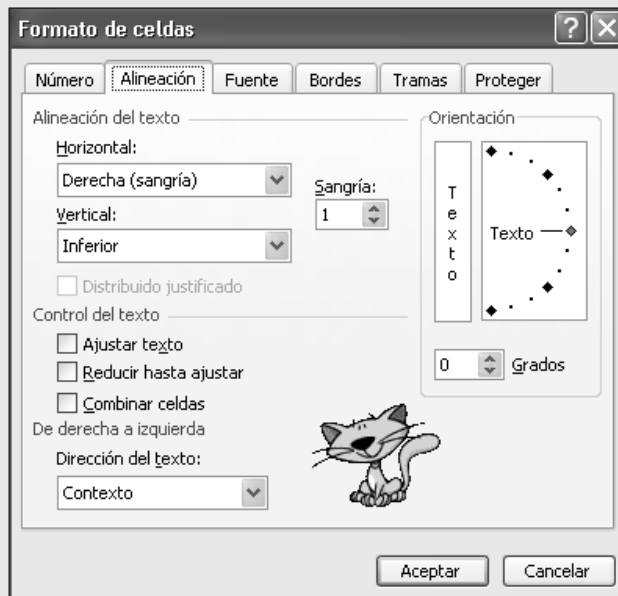 Formato de celdas
Número Alineación Fuente Bordes Tramas Proteger
Alineación del texto
Horizontal:
Derecha (sangría)
Sangría:
1
Vertical:
Inferior
Distribuido justificado
Control del texto
Ajustar texto
Reducir hasta ajustar
Combinar celdas
De derecha a izquierda
Dirección del texto:
Contexto
Orientación
Texto
Texto
0 Grados
Aceptar Cancelar